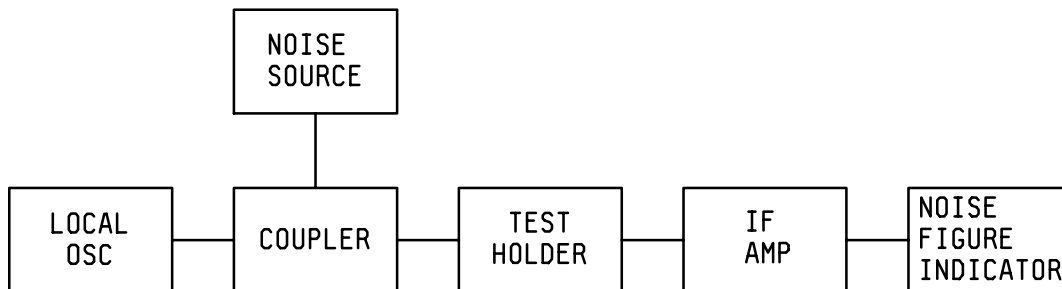 NOISE
SOURCE
LOCAL
OSC
COUPLER
TEST
HOLDER
IF
AMP
NOISE
FIGURE
INDICATOR